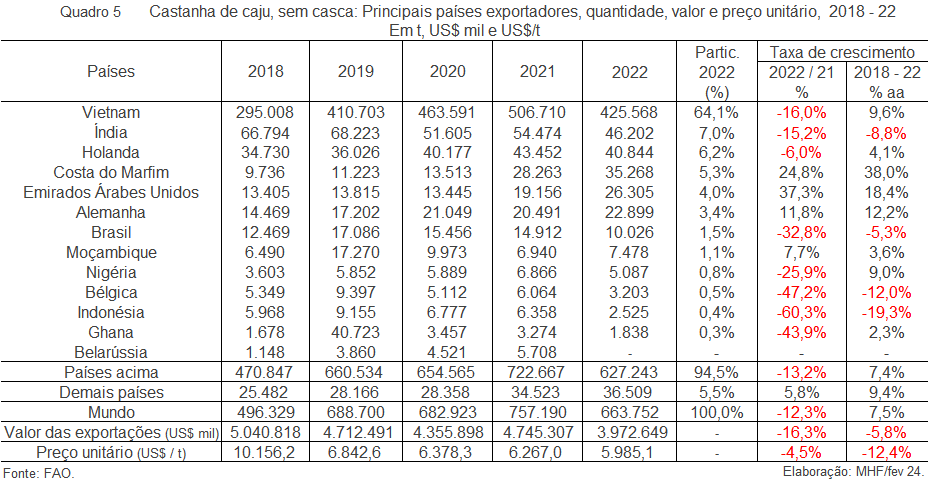 Quadro 5 Castanha de caju, sem casca: Principais países exportadores, quantidade, valor e preço unitário, 2018 - 22
Em t, US$ mil e US$/t
Países 2018 2019 2020 2021 2022 Partic. 2022 (%) Taxa de crescimento
2022 / 21 % 2018 - 22 % aa
Vietnam 295.008 410.703 463.591 506.710 425.568 64,1% -16,0% 9,6%
Índia 66.794 68.223 51.605 54.474 46.202 7,0% -15,2% -8,8%
Holanda 34.730 36.026 40.177 43.452 40.844 6,2% -6,0% 4,1%
Costa do Marfim 9.736 11.223 13.513 28.263 35.268 5,3% 24,8% 38,0%
Emirados Árabes Unidos 13.405 13.815 13.445 19.156 26.305 4,0% 37,3% 18,4%
Alemanha 14.469 17.202 21.049 20.491 22.899 3,4% 11,8% 12,2%
Brasil 12.469 17.086 15.456 14.912 10.026 1,5% -32,8% -5,3%
Moçambique 6.490 17.270 9.973 6.940 7.478 1,1% 7,7% 3,6%
Nigéria 3.603 5.852 5.889 6.866 5.087 0,8% -25,9% 9,0%
Bélgica 5.349 9.397 5.112 6.064 3.203 0,5% -47,2% -12,0%
Indonésia 5.968 9.155 6.777 6.358 2.525 0,4% -60,3% -19,3%
Ghana 1.678 40.723 3.457 3.274 1.838 0,3% -43,9% 2,3%
Belarússia 1.148 3.860 4.521 5.708 - - - -
Países acima 470.847 660.534 654.565 722.667 627.243 94,5% -13,2% 7,4%
Demais países 25.482 28.166 28.358 34.523 36.509 5,5% 5,8% 9,4%
Mundo 496.329 688.700 682.923 757.190 663.752 100,0% -12,3% 7,5%
Valor das exportações (US$ mil) 5.040.818 4.712.491 4.355.898 4.745.307 3.972.649 - -16,3% -5,8%
Preço unitário (US$ / t) 10.156,2 6.842,6 6.378,3 6.267,0 5.985,1 - -4,5% -12,4%
Fonte: FAO. Elaboração: MHF/fev 24.